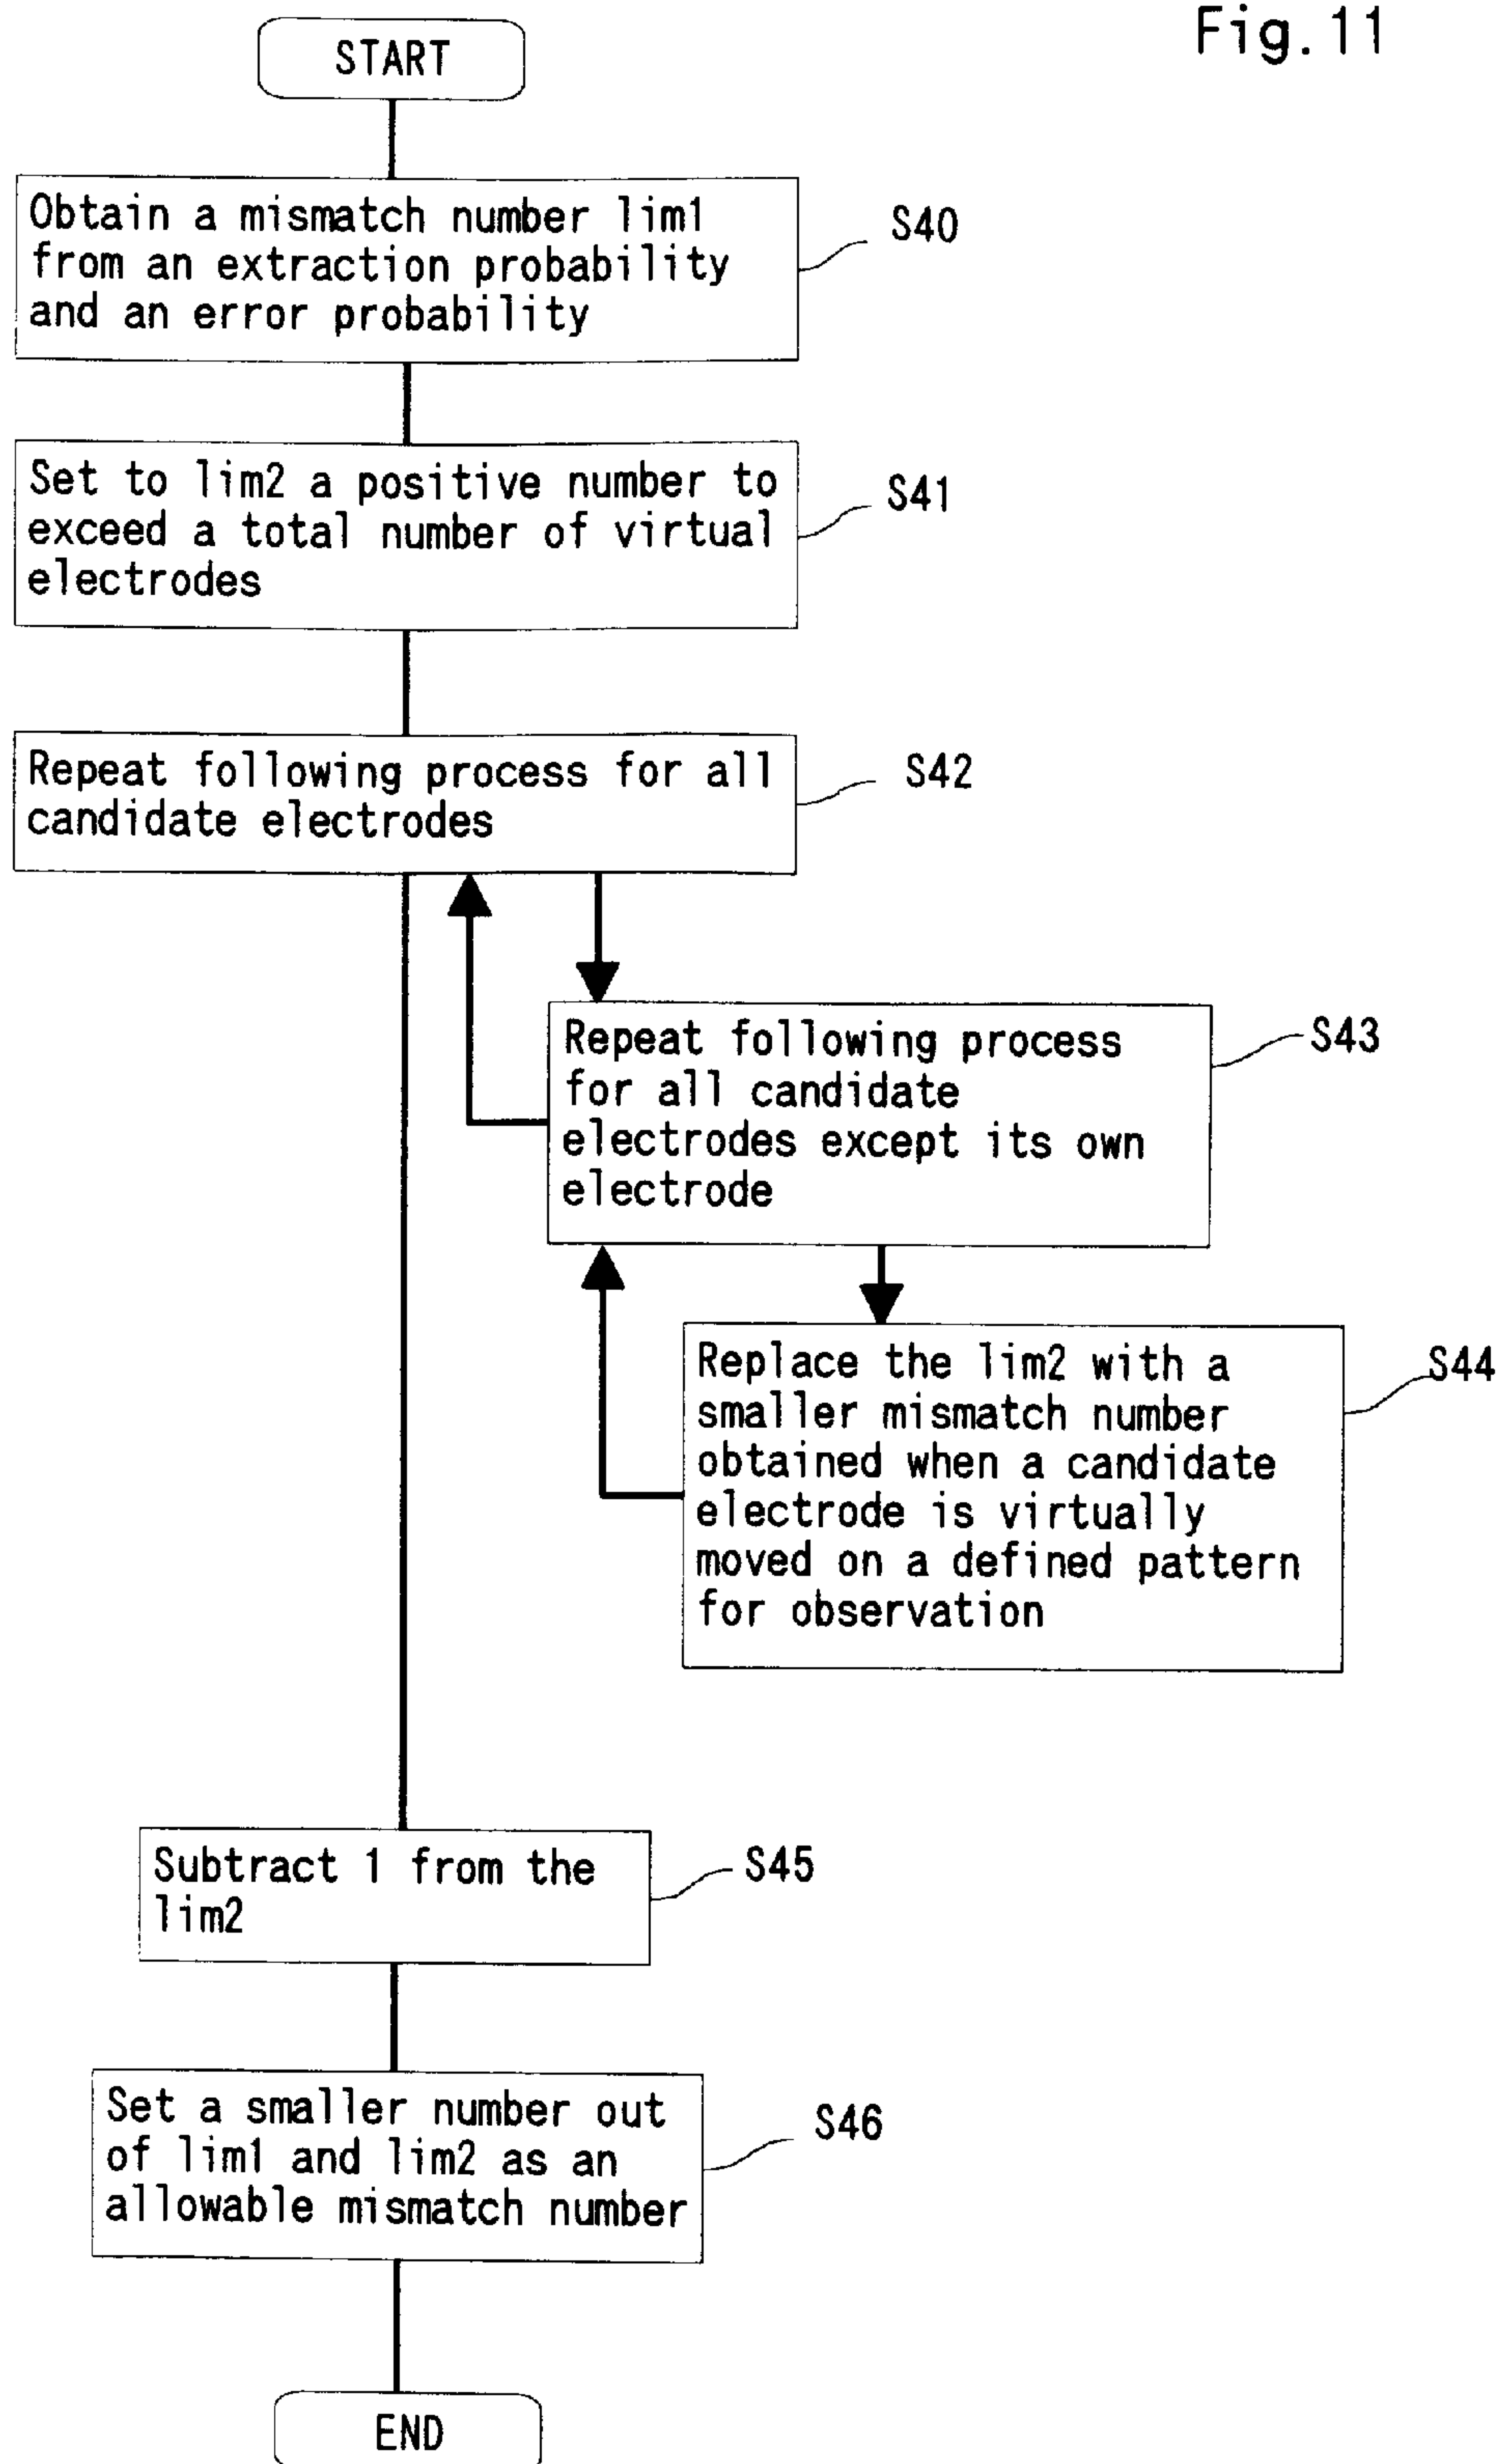 Fig.11
START
Obtain a mismatch number lim1
from an extraction probability
and an error probability
S40
Set to lim2 a positive number to
exceed a total number of virtual
electrodes
S41
Repeat following process for all
candidate electrodes
S42
Repeat following process
for all candidate
electrodes except its own
electrode
S43
Replace the lim2 with a
smaller mismatch number
obtained when a candidate
electrode is virtually
moved on a defined pattern
for observation
S44
Subtract 1 from the
lim2
S45
Set a smaller number out
of lim1 and lim2 as an
allowable mismatch number
S46
END